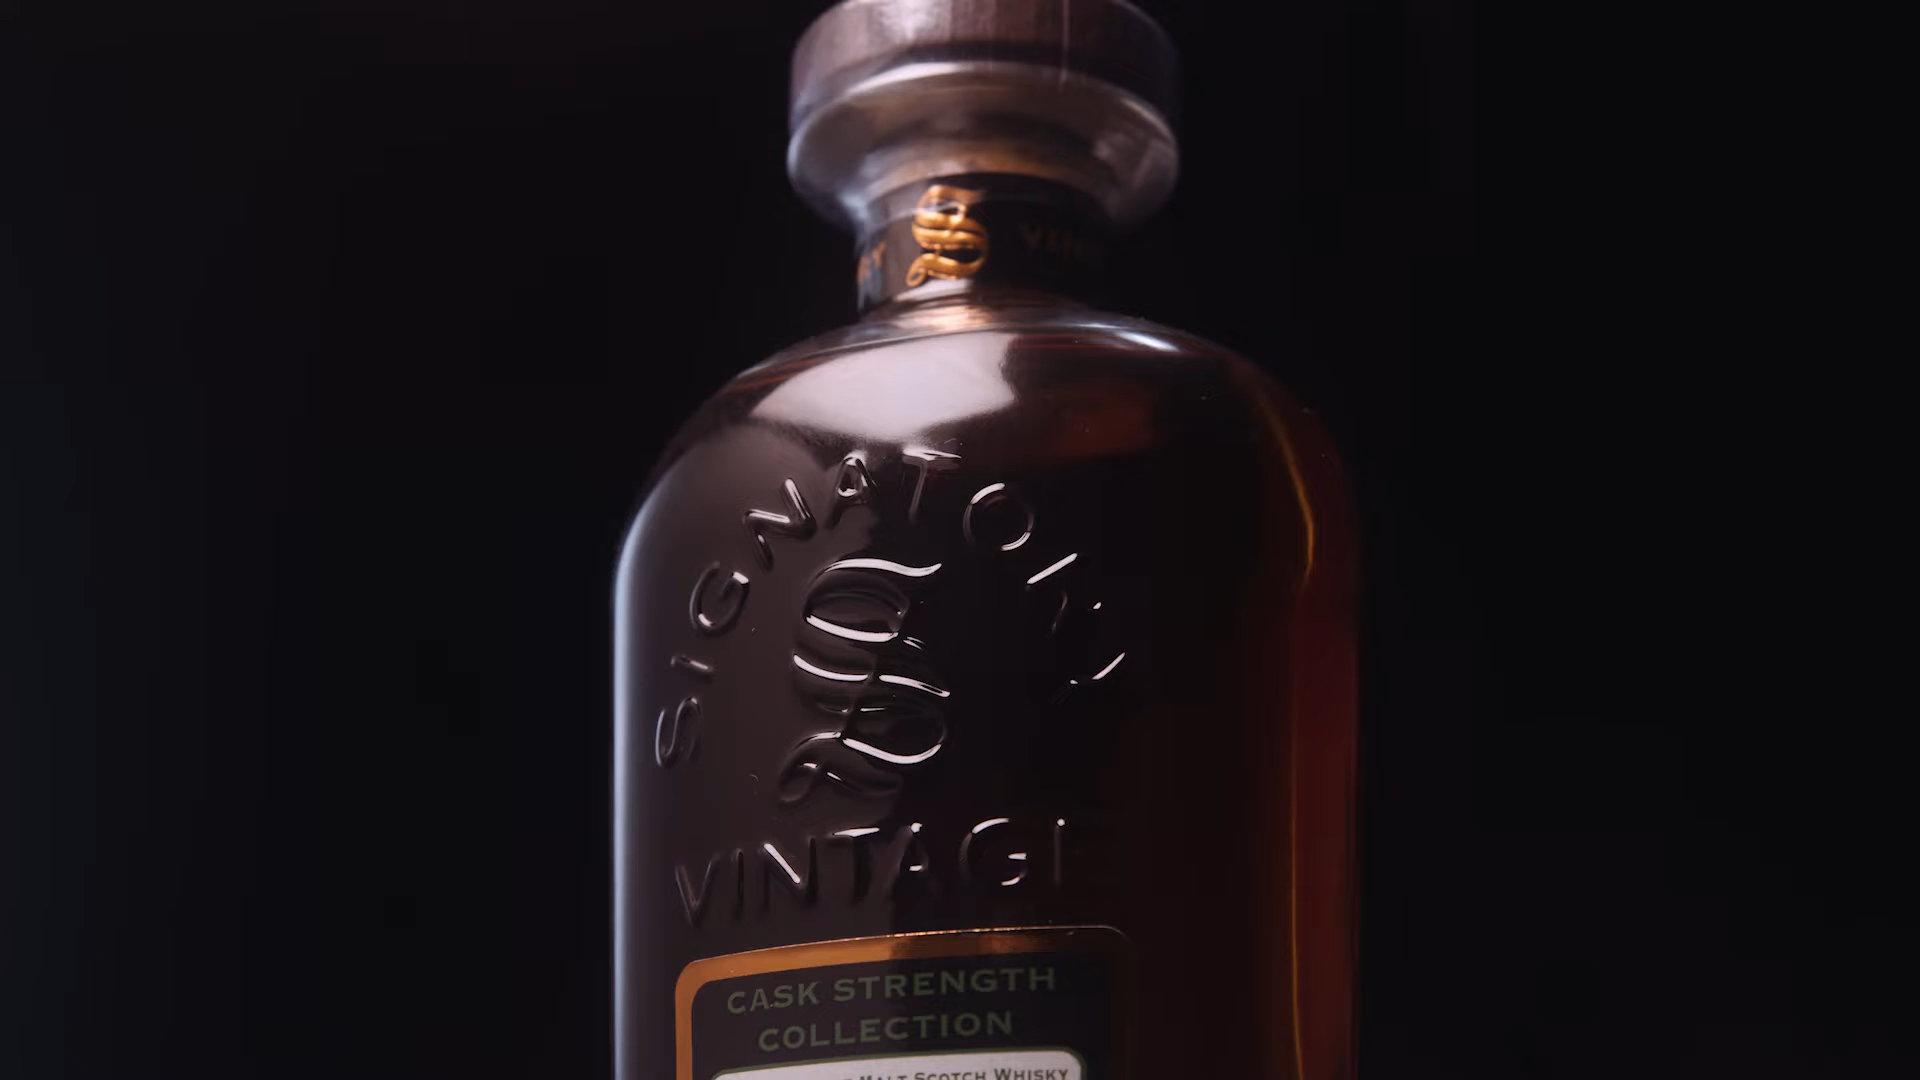 SIGNATORY
VINTAGE
CASK STRENGTH
COLLECTION
MALT SCOTCH WHISKY